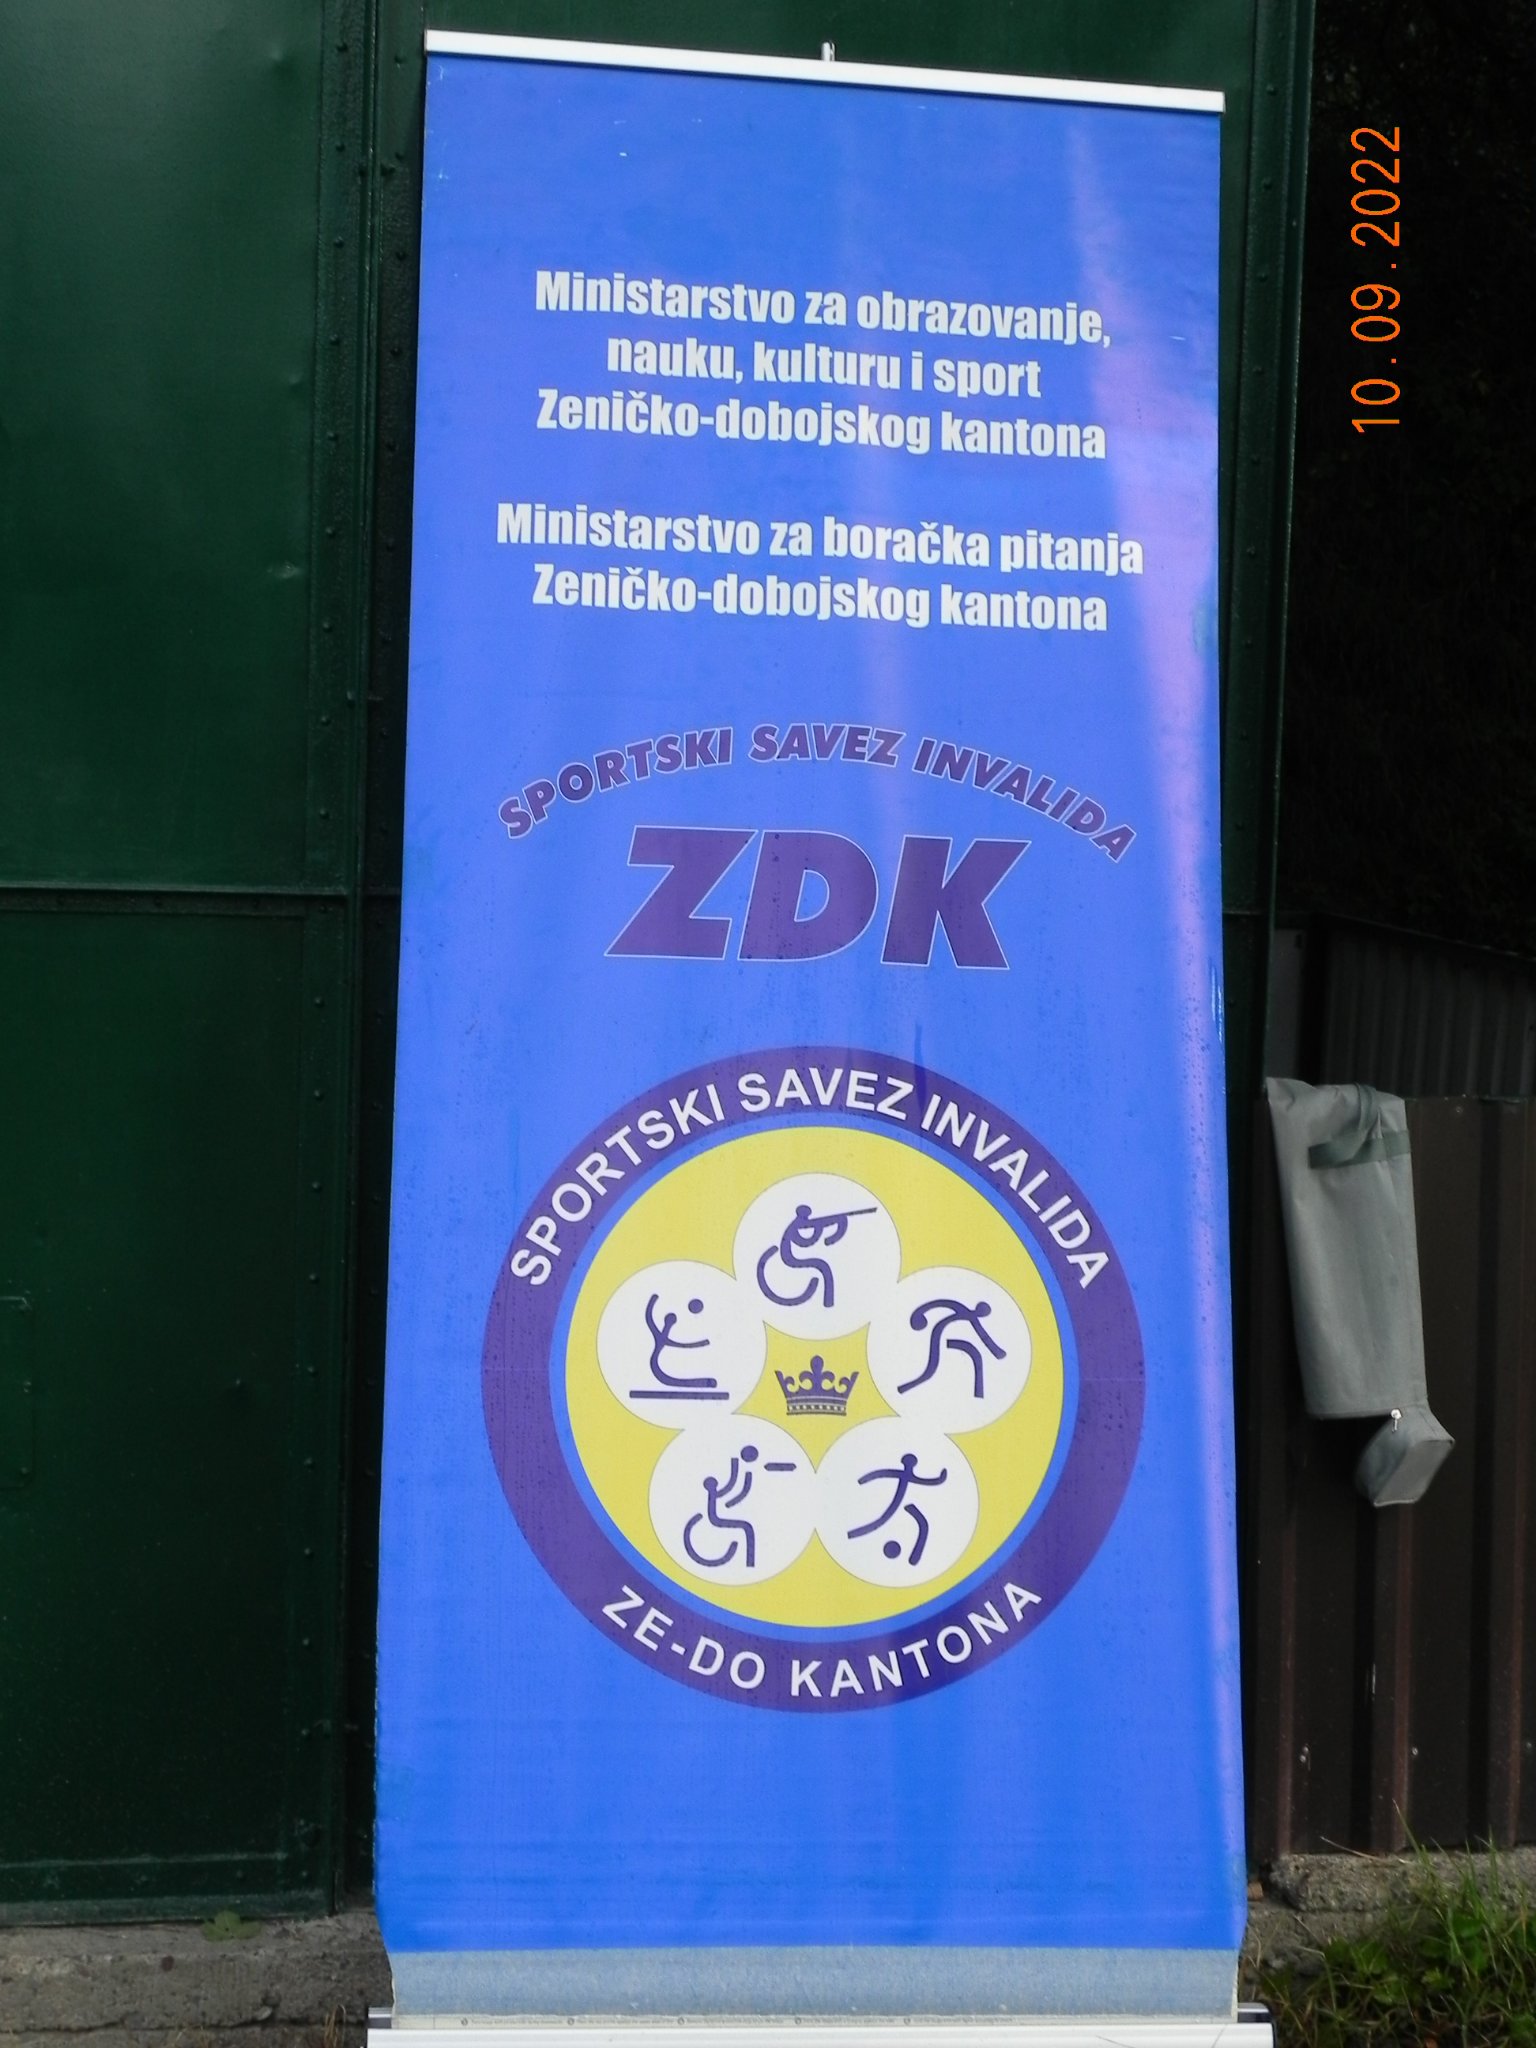 Ministarstvo za obrazovanje,
nauku, kulturu i sport
Zeničko-dobojskog kantona
Ministarstvo za boračka pitanja
Zeničko-dobojskog kantona
SPORTSKI SAVEZ INVALIDA
ZDK
SPORTSKI SAVEZ INVALIDA
ZE-DO KANTONA
10.09.2022